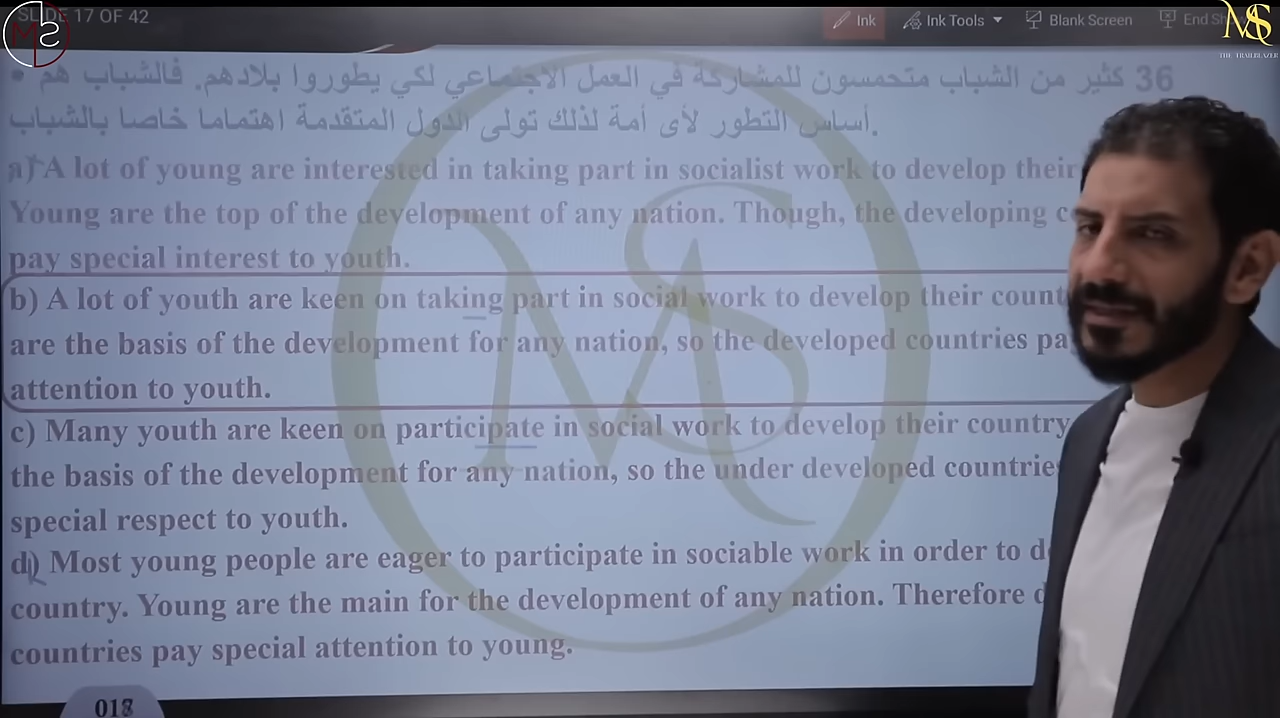 SLIDE 17 OF 42
Ink
Ink Tools
Blank Screen
End
MS
MS
THE TRAILBLAZER
36 كثير من الشباب متحمسون للمشاركة في العمل الاجتماعي لكي يطوروا بلادهم. فالشباب هم
أساس التطور لأى أمة لذلك تولى الدول المتقدمة اهتماما خاصا بالشباب.
a) A lot of young are interested in taking part in socialist work to develop their
Young are the top of the development of any nation. Though, the developing
pay special interest to youth.
b) A lot of youth are keen on taking part in social work to develop their
are the basis of the development for any nation, so the developed countries
attention to youth.
c) Many youth are keen on participate in social work to develop their country
the basis of the development for any nation, so the under developed
special respect to youth.
d) Most young people are eager to participate in sociable work in order to
country. Young are the main for the development of any nation. Therefore
countries pay special attention to young.